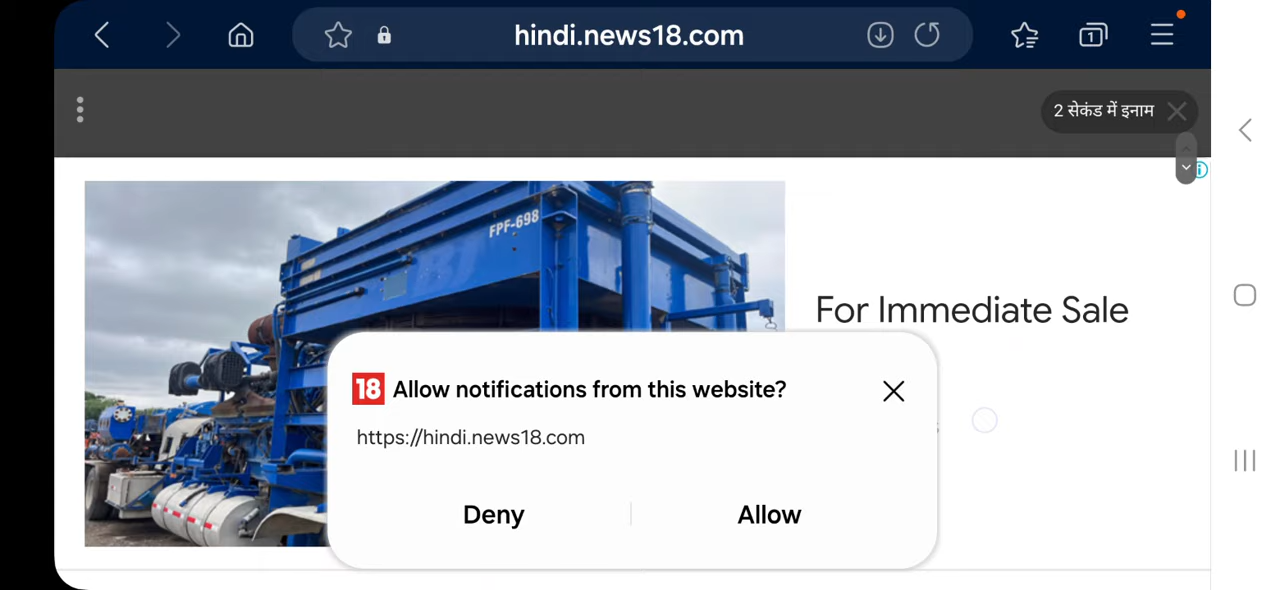 hindi.news18.com
1
2 सेकंड में इनाम
FPF-698
For Immediate Sale
18 Allow notifications from this website?
https://hindi.news18.com
Deny
Allow